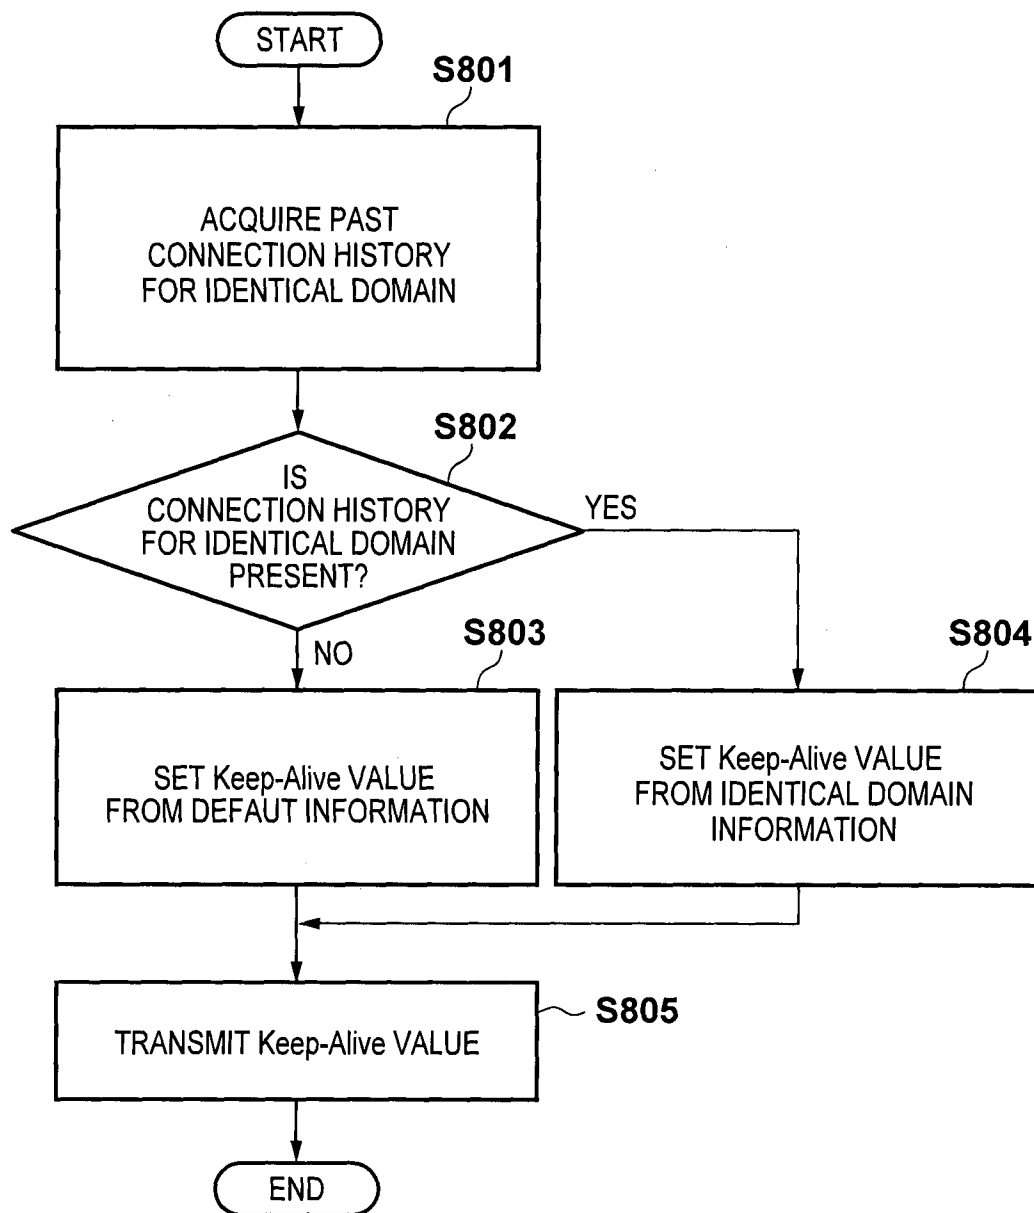 START
S801
ACQUIRE PAST
CONNECTION HISTORY
FOR IDENTICAL DOMAIN
S802
IS
CONNECTION HISTORY
FOR IDENTICAL DOMAIN
PRESENT?
YES
NO
S803
SET Keep-Alive VALUE
FROM DEFAUT INFORMATION
S804
SET Keep-Alive VALUE
FROM IDENTICAL DOMAIN
INFORMATION
S805
TRANSMIT Keep-Alive VALUE
END